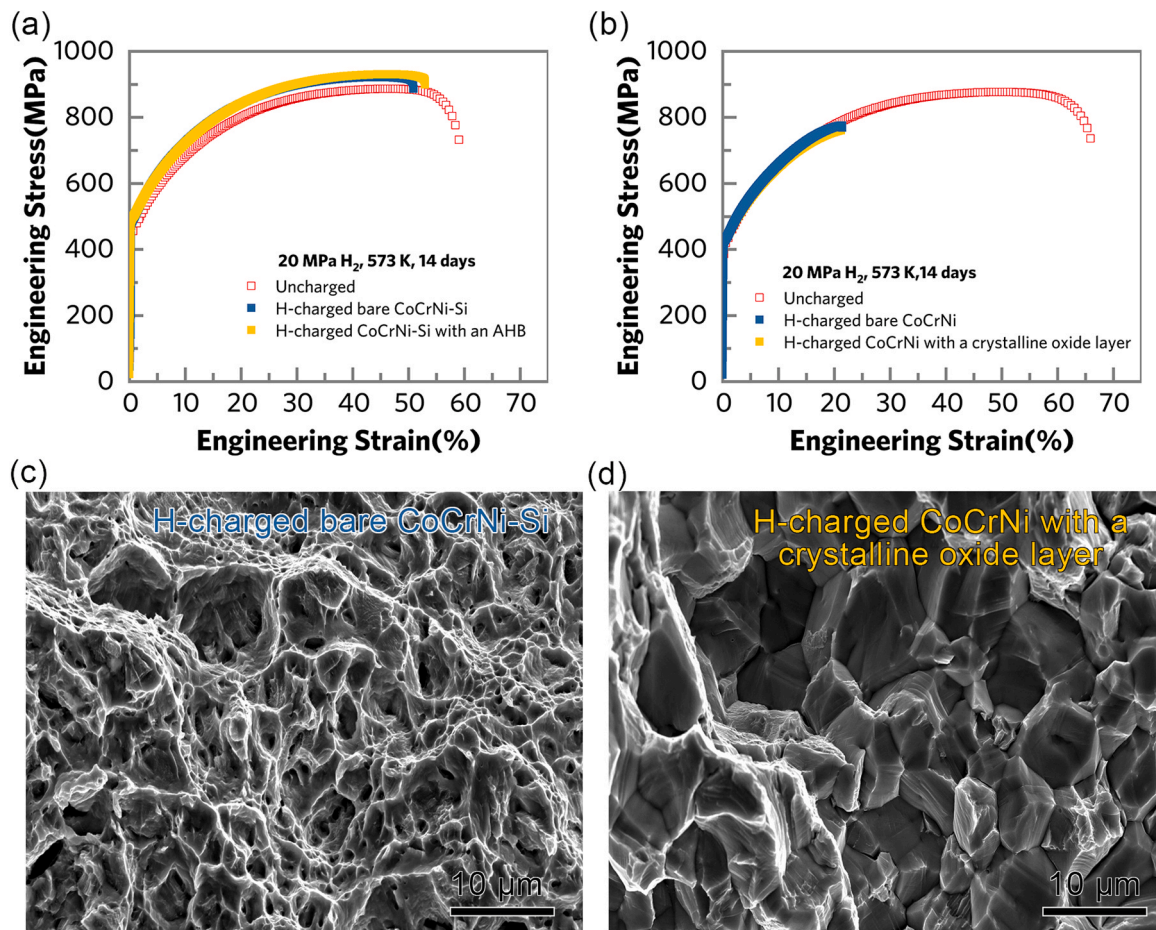 (a)
1000
800
600
400
200
0
Engineering Stress(MPa)
20 MPa H₂, 573 K, 14 days
Uncharged
H-charged bare CoCrNi-Si
H-charged CoCrNi-Si with an AHB
0 10 20 30 40 50 60 70
Engineering Strain(%)
(b)
1000
800
600
400
200
0
Engineering Stress(MPa)
20 MPa H₂, 573 K,14 days
Uncharged
H-charged bare CoCrNi
H-charged CoCrNi with a crystalline oxide layer
0 10 20 30 40 50 60 70
Engineering Strain(%)
(c)
H-charged bare CoCrNi-Si
10 μm
(d)
H-charged CoCrNi with a
crystalline oxide layer
10 μm